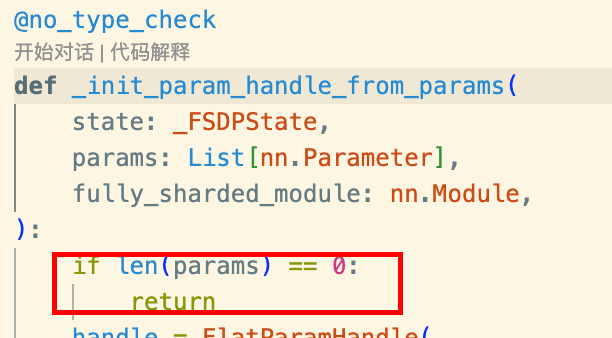 @no_type_check
开始对话 | 代码解释
def _init_param_handle_from_params(
    state: _FSDPState,
    params: List[nn.Parameter],
    fully_sharded_module: nn.Module,
):
    if len(params) == 0:
        return
    handle = FlatParamHandle(